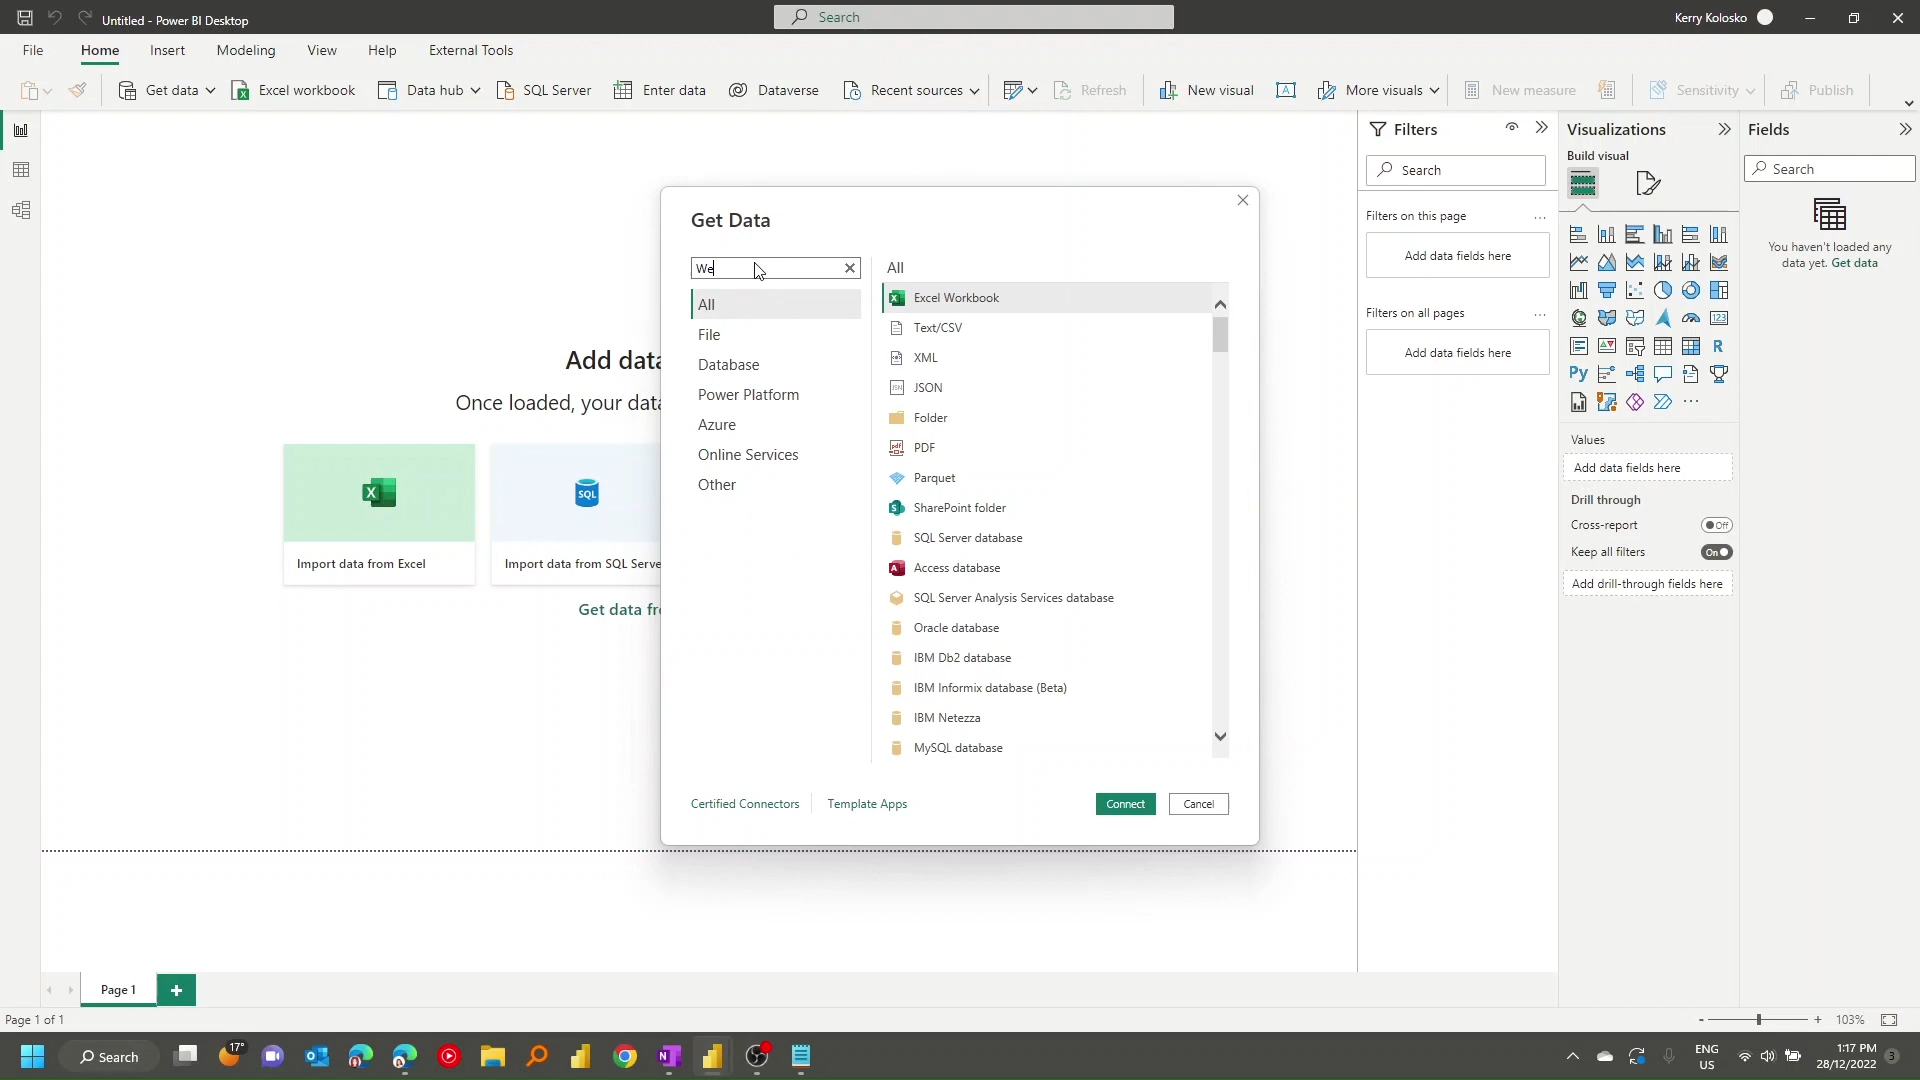 Untitled - Power BI Desktop
Search
Kerry Kolosko
File Home Insert Modeling View Help External Tools
Get data Excel workbook Data hub SQL Server Enter data Dataverse Recent sources Refresh New visual A More visuals New measure Sensitivity Publish
Filters
Search
Filters on this page
...
Add data fields here
Filters on all pages
...
Add data fields here
Visualizations
Build visual
123
R
Py
...
Values
Add data fields here
Drill through
Cross-report Off
Keep all filters On
Add drill-through fields here
Fields
Search
You haven't loaded any
data yet. Get data
Add data
Once loaded, your data
Import data from Excel
SQL
Import data from SQL Serve
Get data fr
Get Data
We
All
File
Database
Power Platform
Azure
Online Services
Other
All
Excel Workbook
Text/CSV
XML
JSON
Folder
PDF
Parquet
SharePoint folder
SQL Server database
Access database
SQL Server Analysis Services database
Oracle database
IBM Db2 database
IBM Informix database (Beta)
IBM Netezza
MySQL database
Certified Connectors Template Apps
Connect Cancel
Page 1
+
Page 1 of 1
- + 103%
Search
17°
ENG
US
1:17 PM
28/12/2022
3